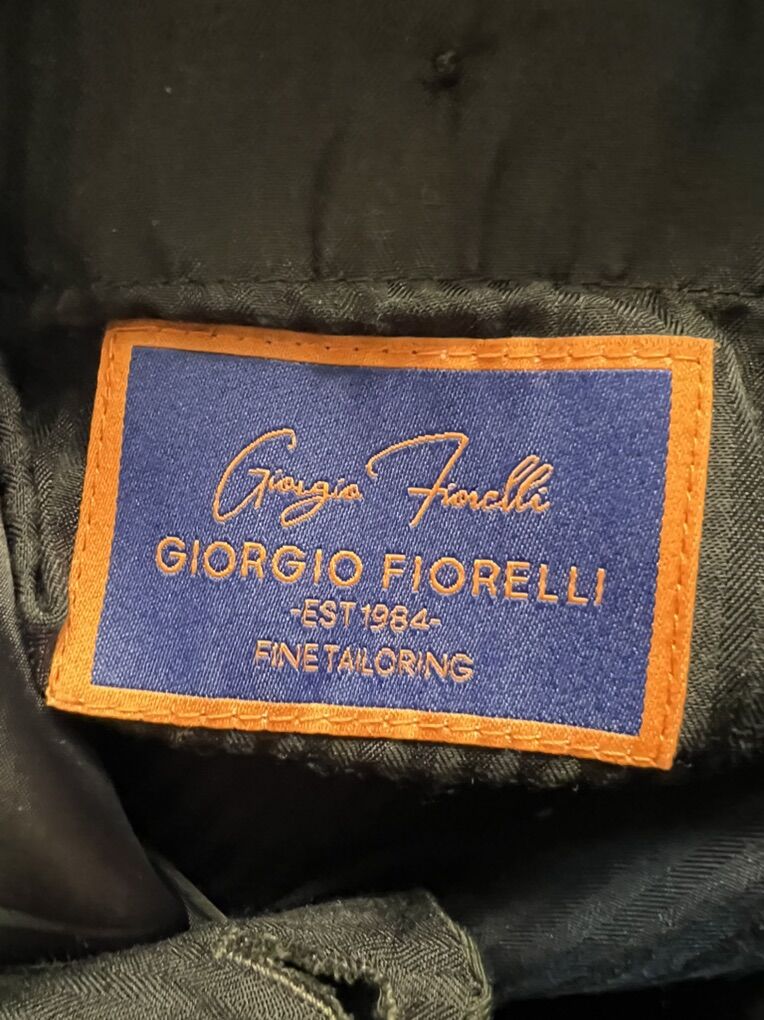 Giorgio Fiorelli
GIORGIO FIORELLI
-EST 1984-
FINE TAILORING